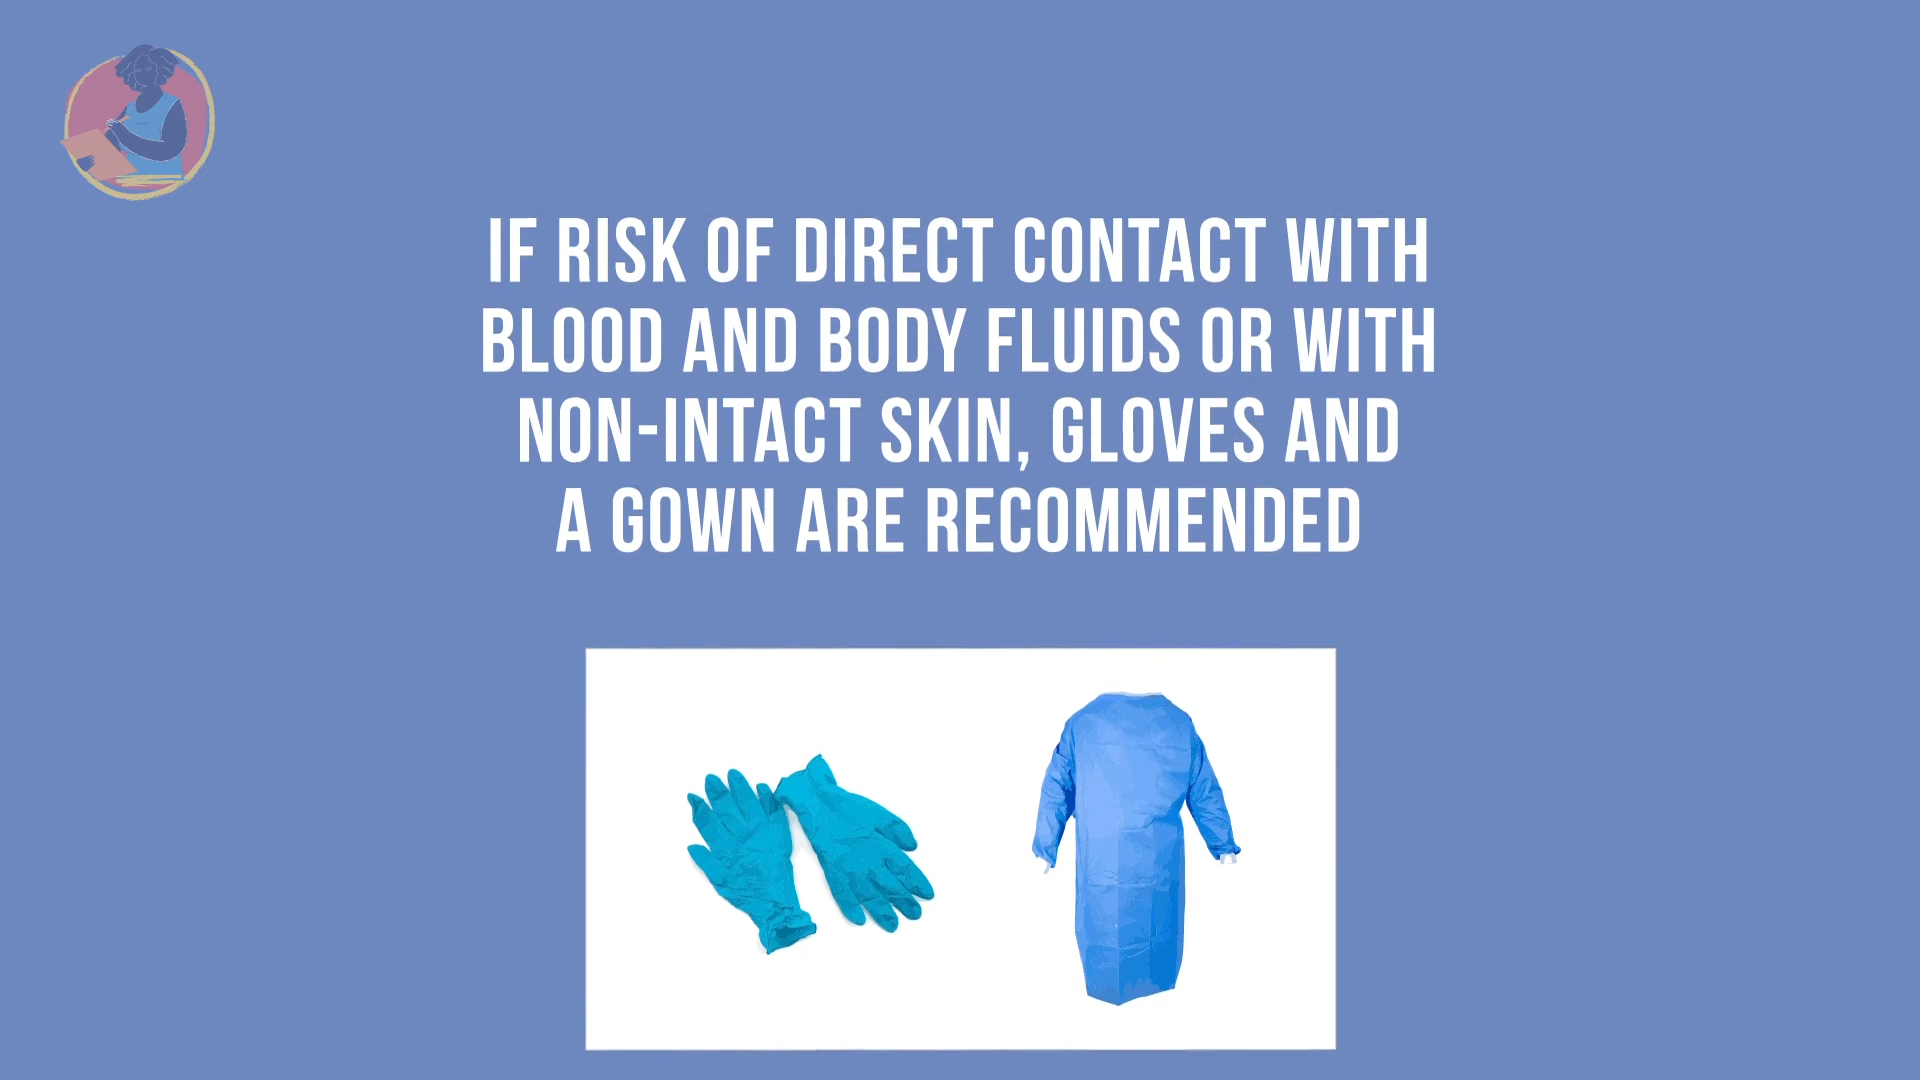 IF RISK OF DIRECT CONTACT WITH
BLOOD AND BODY FLUIDS OR WITH
NON-INTACT SKIN, GLOVES AND
A GOWN ARE RECOMMENDED